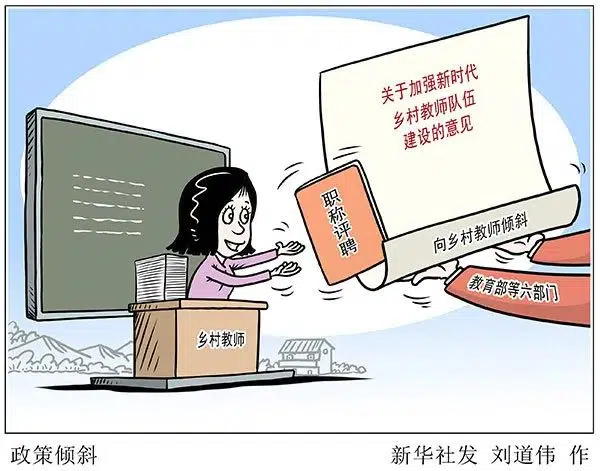 关于加强新时代
乡村教师队伍
建设的意见
职称评聘
向乡村教师倾斜
教育部等六部门
乡村教师
政策倾斜
新华社发 刘道伟 作